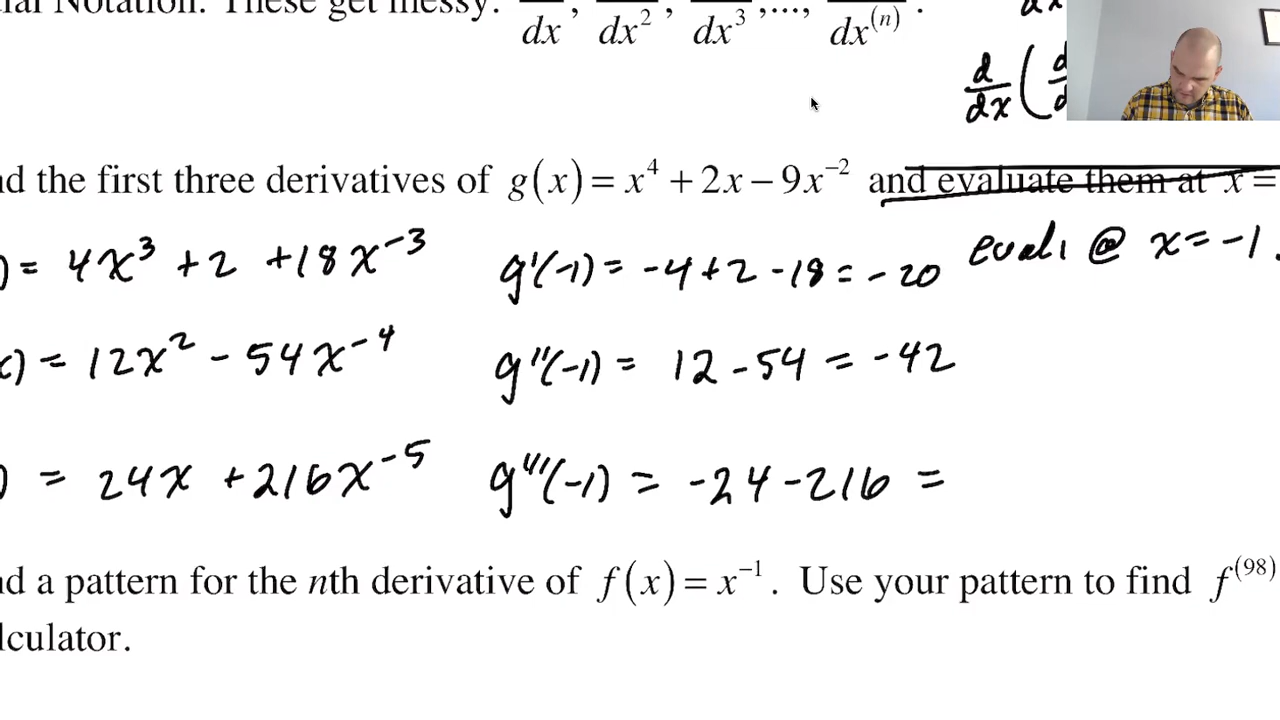 Notation. These get messy: dx, dx², dx³, ..., dx⁽ⁿ⁾.
d/dx (
the first three derivatives of g(x) = x⁴ + 2x − 9x⁻² and evaluate them at x =
) = 4x³ + 2 + 18x⁻³ g'(-1) = -4+2-18 = -20 eval. @ x = -1.
x) = 12x² - 54x⁻⁴ g''(-1) = 12-54 = -42
) = 24x + 216x⁻⁵ g'''(-1) = -24-216 =
a pattern for the nth derivative of f(x) = x⁻¹. Use your pattern to find f⁽⁹⁸⁾
lculator.